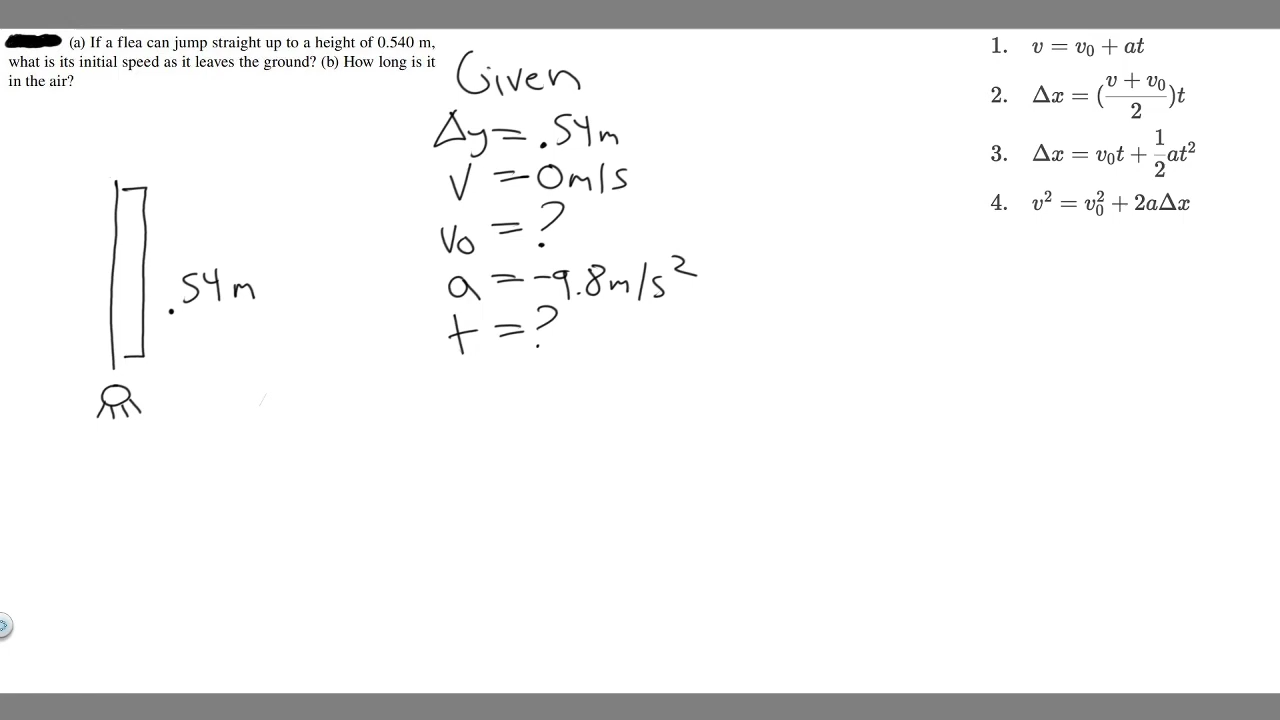 (a) If a flea can jump straight up to a height of 0.540 m,
what is its initial speed as it leaves the ground? (b) How long is it
in the air?
Given
Δy = .54m
v = 0m/s
v₀ = ?
a = -9.8m/s²
t = ?
.54m
1. v = v₀ + at
2. Δx = ((v + v₀)/2)t
3. Δx = v₀t + 1/2 at²
4. v² = v₀² + 2aΔx